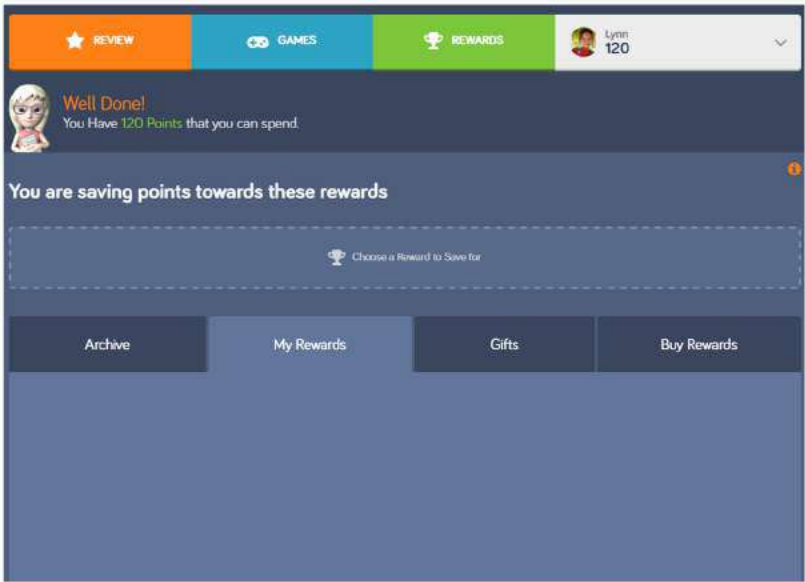 REVIEW
GAMES
REWARDS
Lynn
120
Well Done!
You Have 120 Points that you can spend.
You are saving points towards these rewards
Choose a Reward to Save for
Archive
My Rewards
Gifts
Buy Rewards